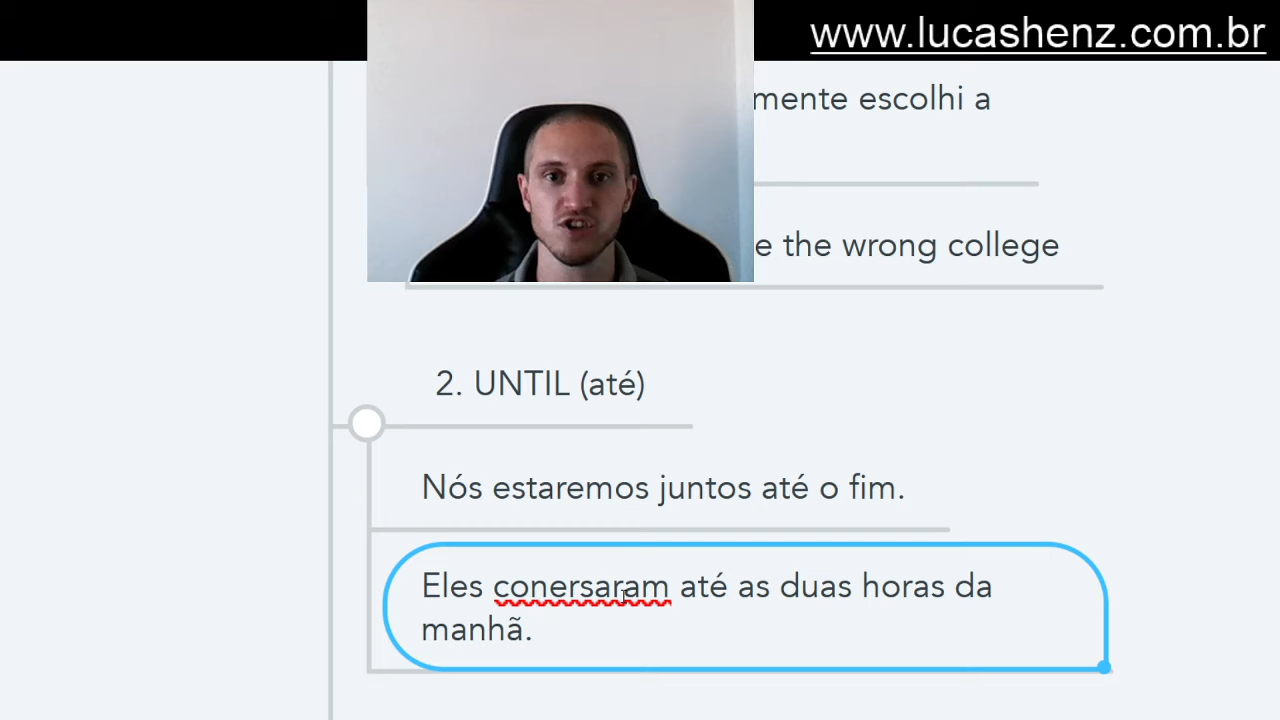 www.lucashenz.com.br
mente escolhi a
e the wrong college
2. UNTIL (até)
Nós estaremos juntos até o fim.
Eles conersaram até as duas horas da
manhã.